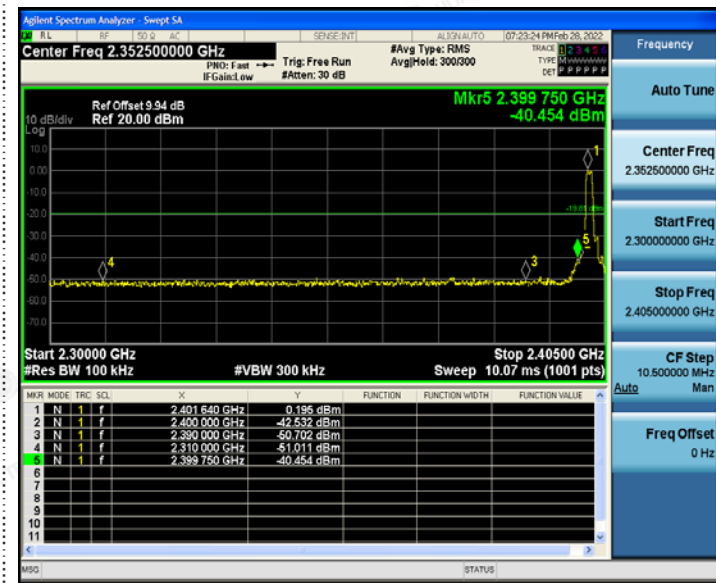 Agilent Spectrum Analyzer - Swept SA
RL RF 50 Ω AC SENSE:INT ALIGN AUTO 07:23:24 PM Feb 28, 2022
Center Freq 2.352500000 GHz #Avg Type: RMS TRACE 1 2 3 4 5 6
PNO: Fast Trig: Free Run Avg|Hold: 300/300 TYPE M
IFGain:Low #Atten: 30 dB DET P P P P P P
Ref Offset 9.94 dB Mkr5 2.399 750 GHz
10 dB/div Ref 20.00 dBm -40.454 dBm
Log
10.0
0.00
-10.0
-20.0
-30.0
-40.0
-50.0
-60.0
-70.0
1
-19.81 dBm
5
4
3
Start 2.30000 GHz Stop 2.40500 GHz
#Res BW 100 kHz #VBW 300 kHz Sweep 10.07 ms (1001 pts)
MKR MODE TRC SCL X Y FUNCTION FUNCTION WIDTH FUNCTION VALUE
1 N 1 f 2.401 640 GHz 0.195 dBm
2 N 1 f 2.400 000 GHz -42.532 dBm
3 N 1 f 2.390 000 GHz -50.702 dBm
4 N 1 f 2.310 000 GHz -51.011 dBm
5 N 1 f 2.399 750 GHz -40.454 dBm
6
7
8
9
10
11
MSG STATUS
Frequency
Auto Tune
Center Freq
2.352500000 GHz
Start Freq
2.300000000 GHz
Stop Freq
2.405000000 GHz
CF Step
10.500000 MHz
Auto Man
Freq Offset
0 Hz